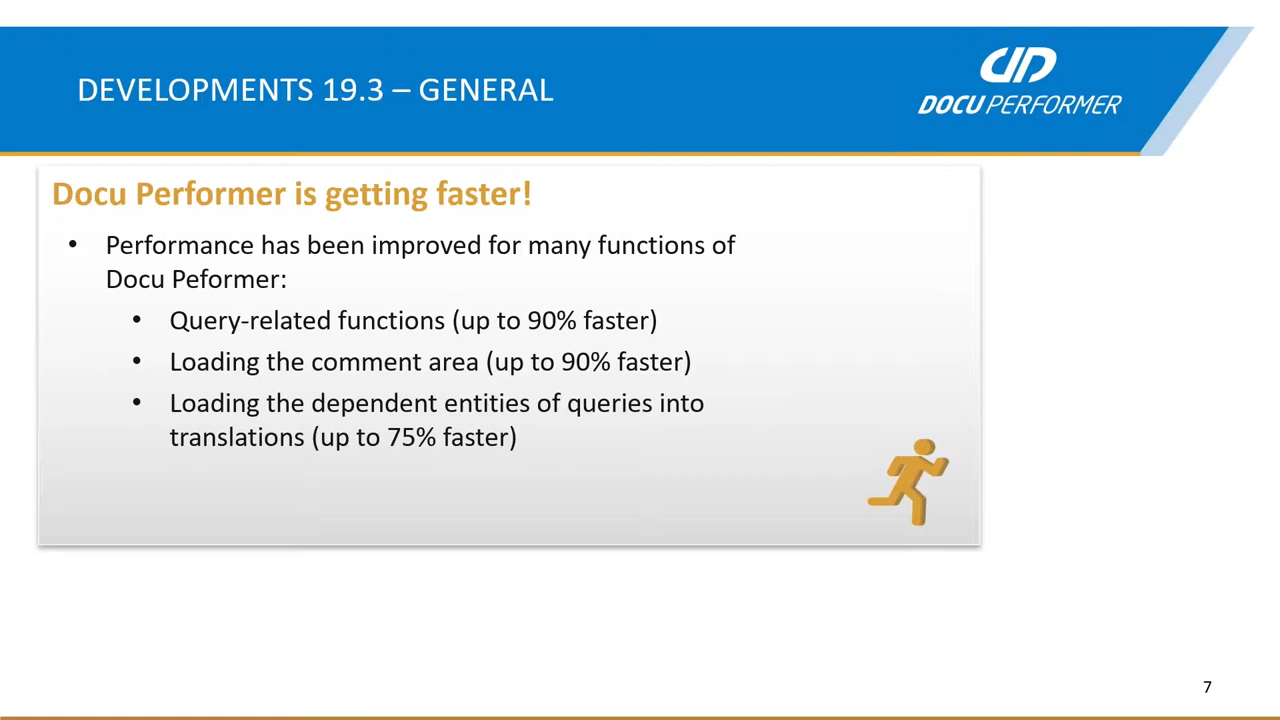 DEVELOPMENTS 19.3 – GENERAL
DOCU PERFORMER
Docu Performer is getting faster!
• Performance has been improved for many functions of
Docu Peformer:
• Query-related functions (up to 90% faster)
• Loading the comment area (up to 90% faster)
• Loading the dependent entities of queries into
translations (up to 75% faster)
7